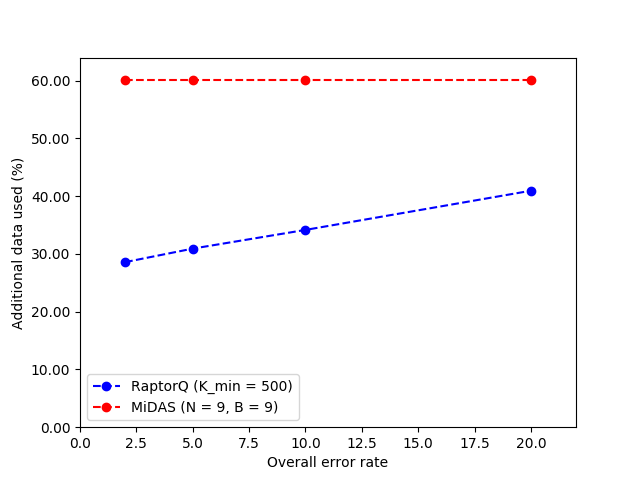 60.00
50.00
40.00
30.00
20.00
10.00
0.00
Additional data used (%)
RaptorQ (K_min = 500)
MiDAS (N = 9, B = 9)
0.0 2.5 5.0 7.5 10.0 12.5 15.0 17.5 20.0
Overall error rate